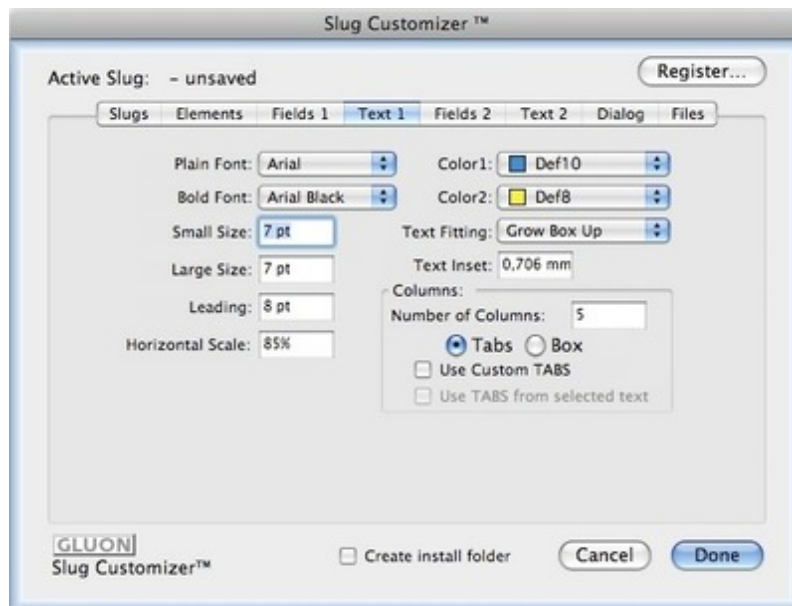 Slug Customizer ™
Active Slug: - unsaved
Register...
Slugs Elements Fields 1 Text 1 Fields 2 Text 2 Dialog Files
Plain Font: Arial
Color1: Def10
Bold Font: Arial Black
Color2: Def8
Small Size: 7 pt
Text Fitting: Grow Box Up
Large Size: 7 pt
Text Inset: 0,706 mm
Leading: 8 pt
Columns:
Number of Columns: 5
Horizontal Scale: 85%
Tabs Box
Use Custom TABS
Use TABS from selected text
GLUON
Slug Customizer™
Create install folder
Cancel
Done